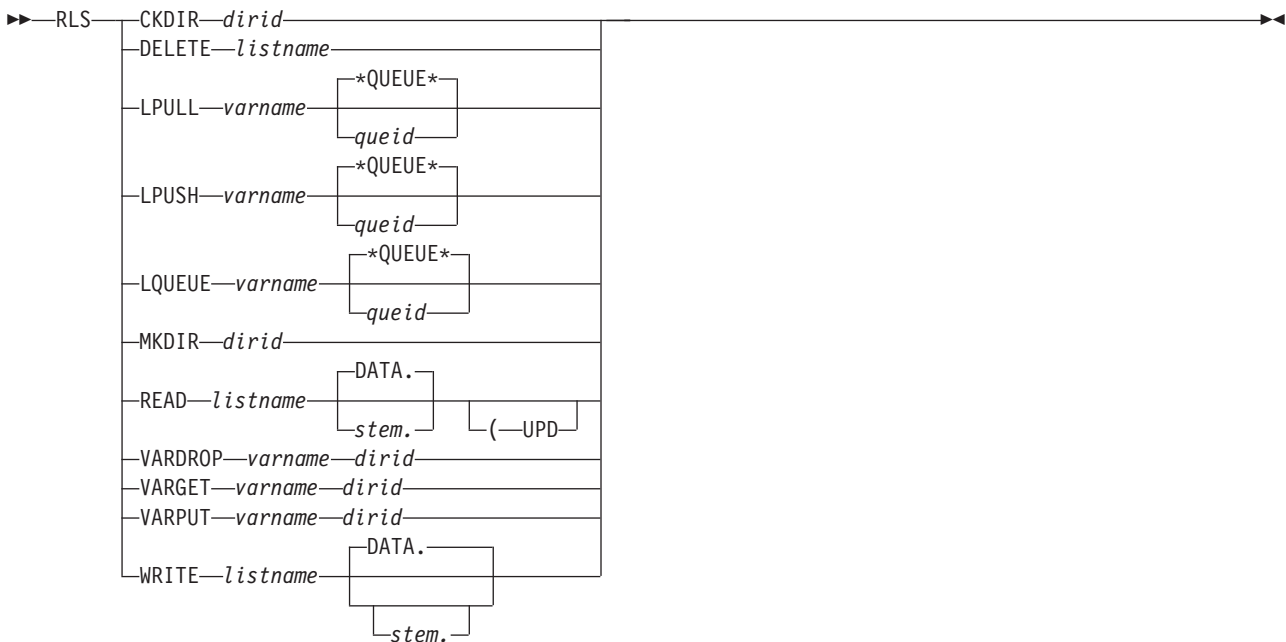 RLS CKDIR dirid
DELETE listname
*QUEUE*
LPULL varname
queid
*QUEUE*
LPUSH varname
queid
*QUEUE*
LQUEUE varname
queid
MKDIR dirid
DATA.
READ listname
stem. ( UPD
VARDROP varname dirid
VARGET varname dirid
VARPUT varname dirid
DATA.
WRITE listname
stem.